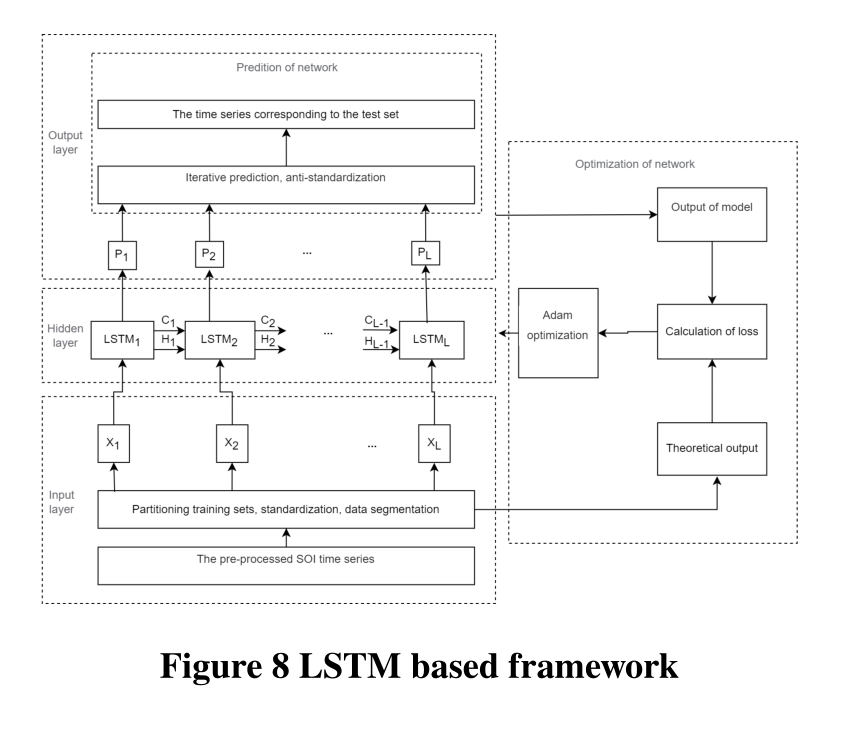 Predition of network
The time series corresponding to the test set
Output
layer
Iterative prediction, anti-standardization
P1
P2
...
PL
Optimization of network
Output of model
Adam
optimization
Calculation of loss
Theoretical output
Hidden
layer
LSTM1
C1
H1
LSTM2
C2
H2
...
CL-1
HL-1
LSTML
X1
X2
...
XL
Input
layer
Partitioning training sets, standardization, data segmentation
The pre-processed SOI time series
Figure 8 LSTM based framework